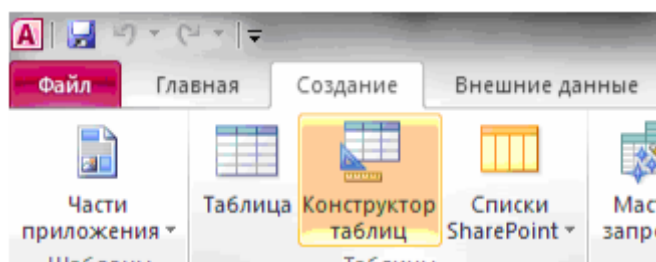 A
Файл Главная Создание Внешние данные
Части приложения
Таблица
Конструктор таблиц
Списки SharePoint